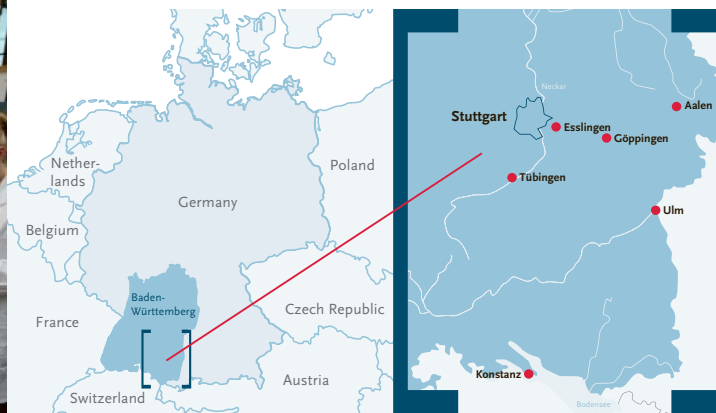 Nether-
lands
Belgium
France
Switzerland
Germany
Baden-
Württemberg
Poland
Czech Republic
Austria
Neckar
Stuttgart
Esslingen
Göppingen
Aalen
Tübingen
Ulm
Konstanz
Bodensee